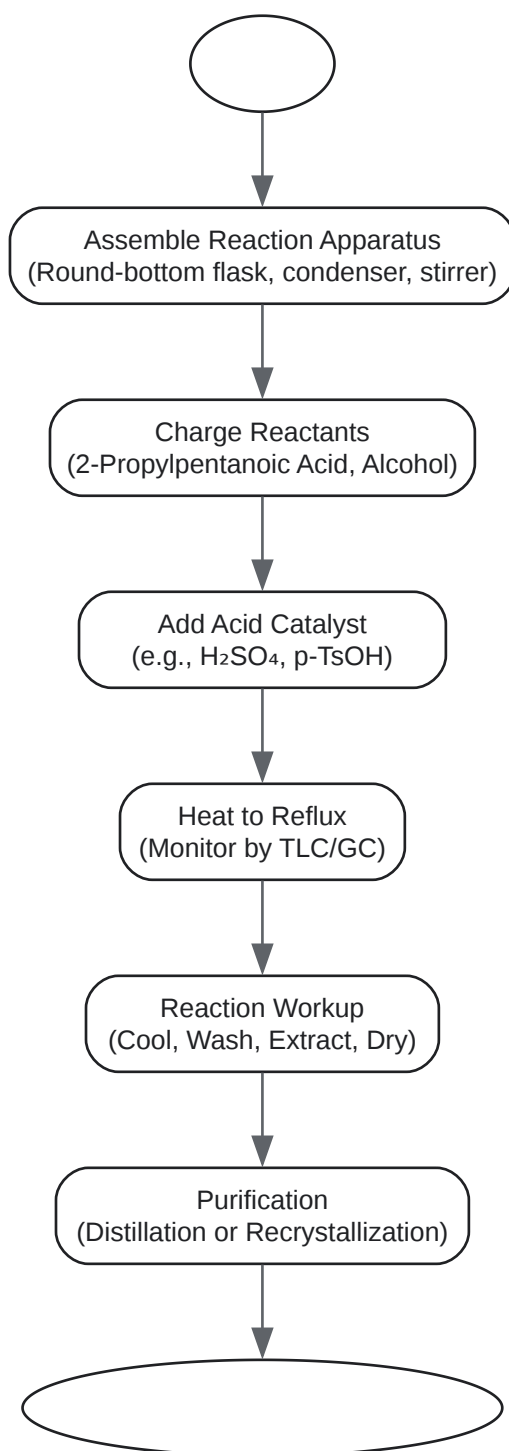 Assemble Reaction Apparatus
(Round-bottom flask, condenser, stirrer)
Charge Reactants
(2-Propylpentanoic Acid, Alcohol)
Add Acid Catalyst
(e.g., H₂SO₄, p-TsOH)
Heat to Reflux
(Monitor by TLC/GC)
Reaction Workup
(Cool, Wash, Extract, Dry)
Purification
(Distillation or Recrystallization)